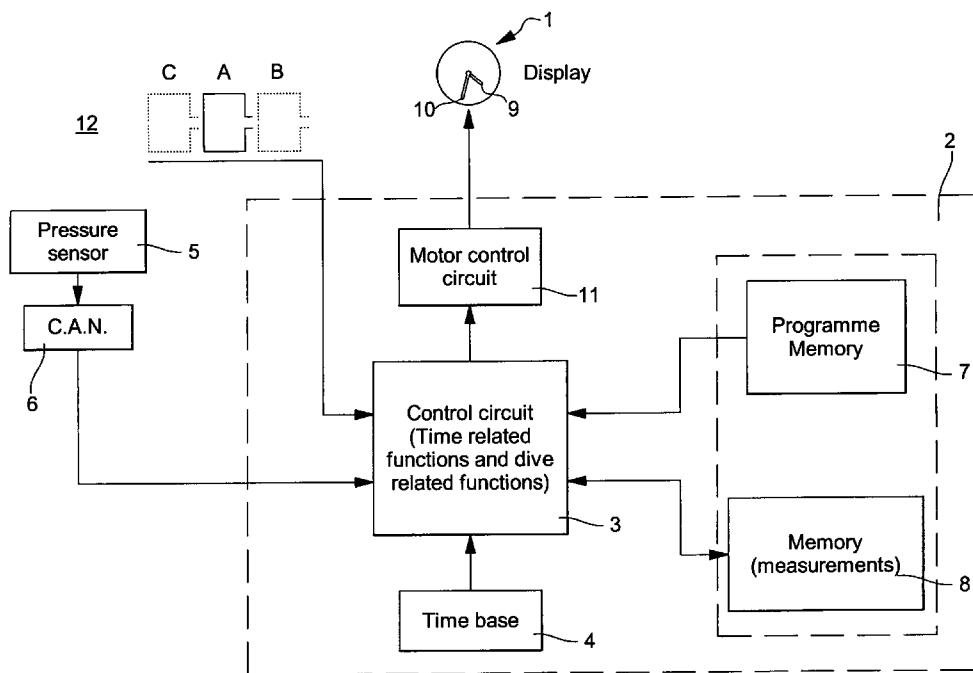 1
C A B
Display
10
9
12
2
Pressure
sensor
5
Motor control
circuit
11
C.A.N.
6
Programme
Memory
7
Control circuit
(Time related
functions and dive
related functions)
3
Memory
(measurements)
8
Time base
4